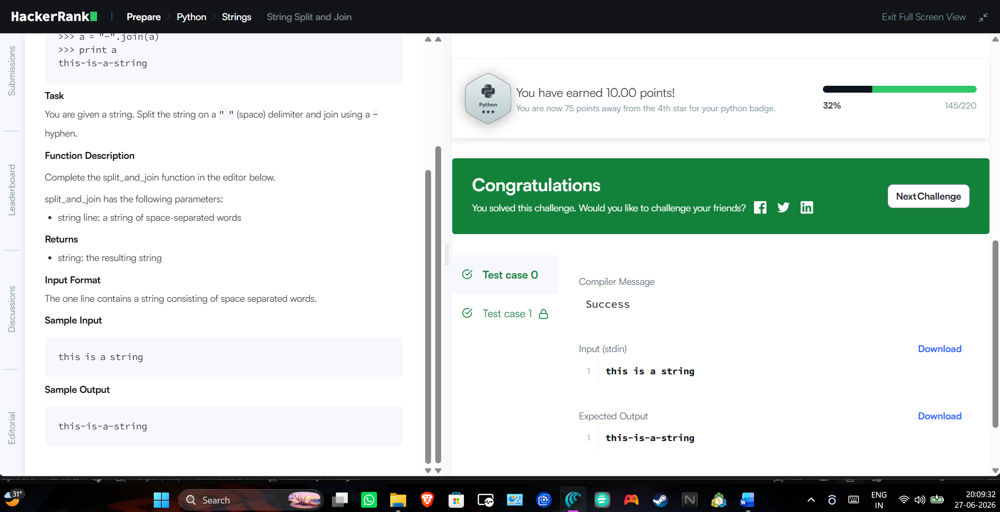 HackerRank
Prepare
Python
Strings
String Split and Join
Exit Full Screen View
Submissions
Leaderboard
Discussions
Editorial
>>> a = "-".join(a)
>>> print a
this-is-a-string
Task
You are given a string. Split the string on a " " (space) delimiter and join using a -
hyphen.
Function Description
Complete the split_and_join function in the editor below.
split_and_join has the following parameters:
• string line: a string of space-separated words
Returns
• string: the resulting string
Input Format
The one line contains a string consisting of space separated words.
Sample Input
this is a string
Sample Output
this-is-a-string
Python
You have earned 10.00 points!
You are now 75 points away from the 4th star for your python badge.
32%
145/220
Congratulations
You solved this challenge. Would you like to challenge your friends?
Next Challenge
Test case 0
Test case 1
Compiler Message
Success
Input (stdin)
Download
1 this is a string
Expected Output
Download
1 this-is-a-string
31°
Search
ENG
IN
20:09:32
27-06-2026